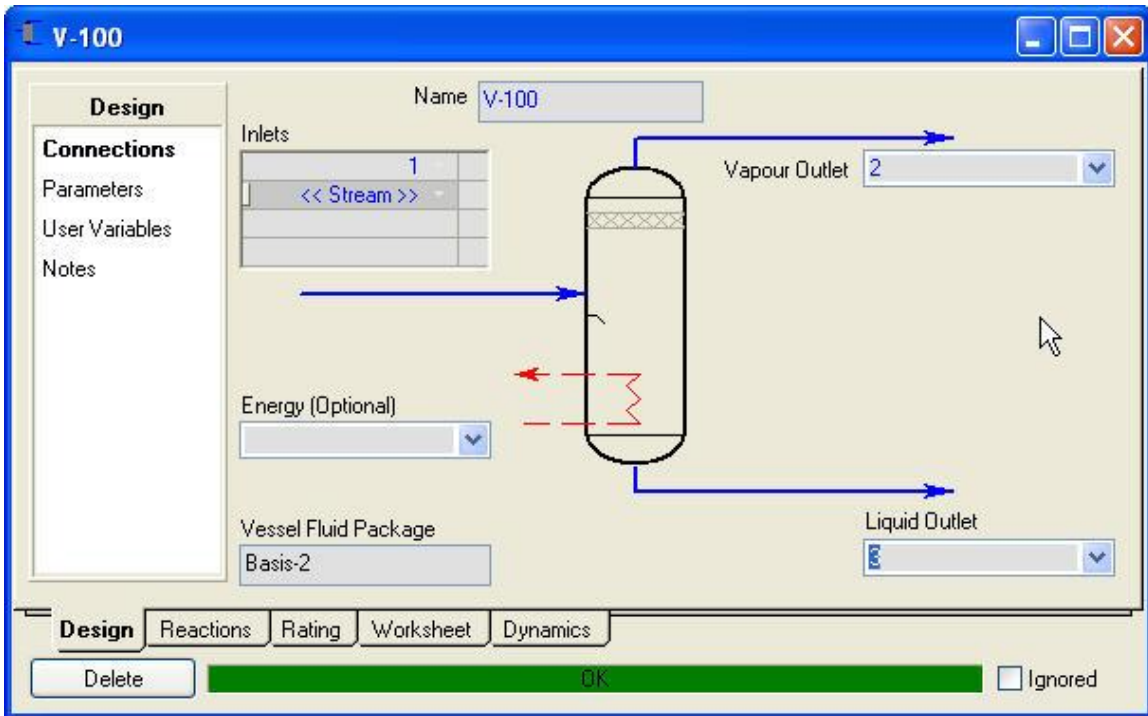 V-100
Design
Connections
Parameters
User Variables
Notes
Name V-100
Inlets
1
<< Stream >>
Vapour Outlet 2
Energy (Optional)
Vessel Fluid Package
Basis-2
Liquid Outlet
3
Design Reactions Rating Worksheet Dynamics
Delete OK Ignored